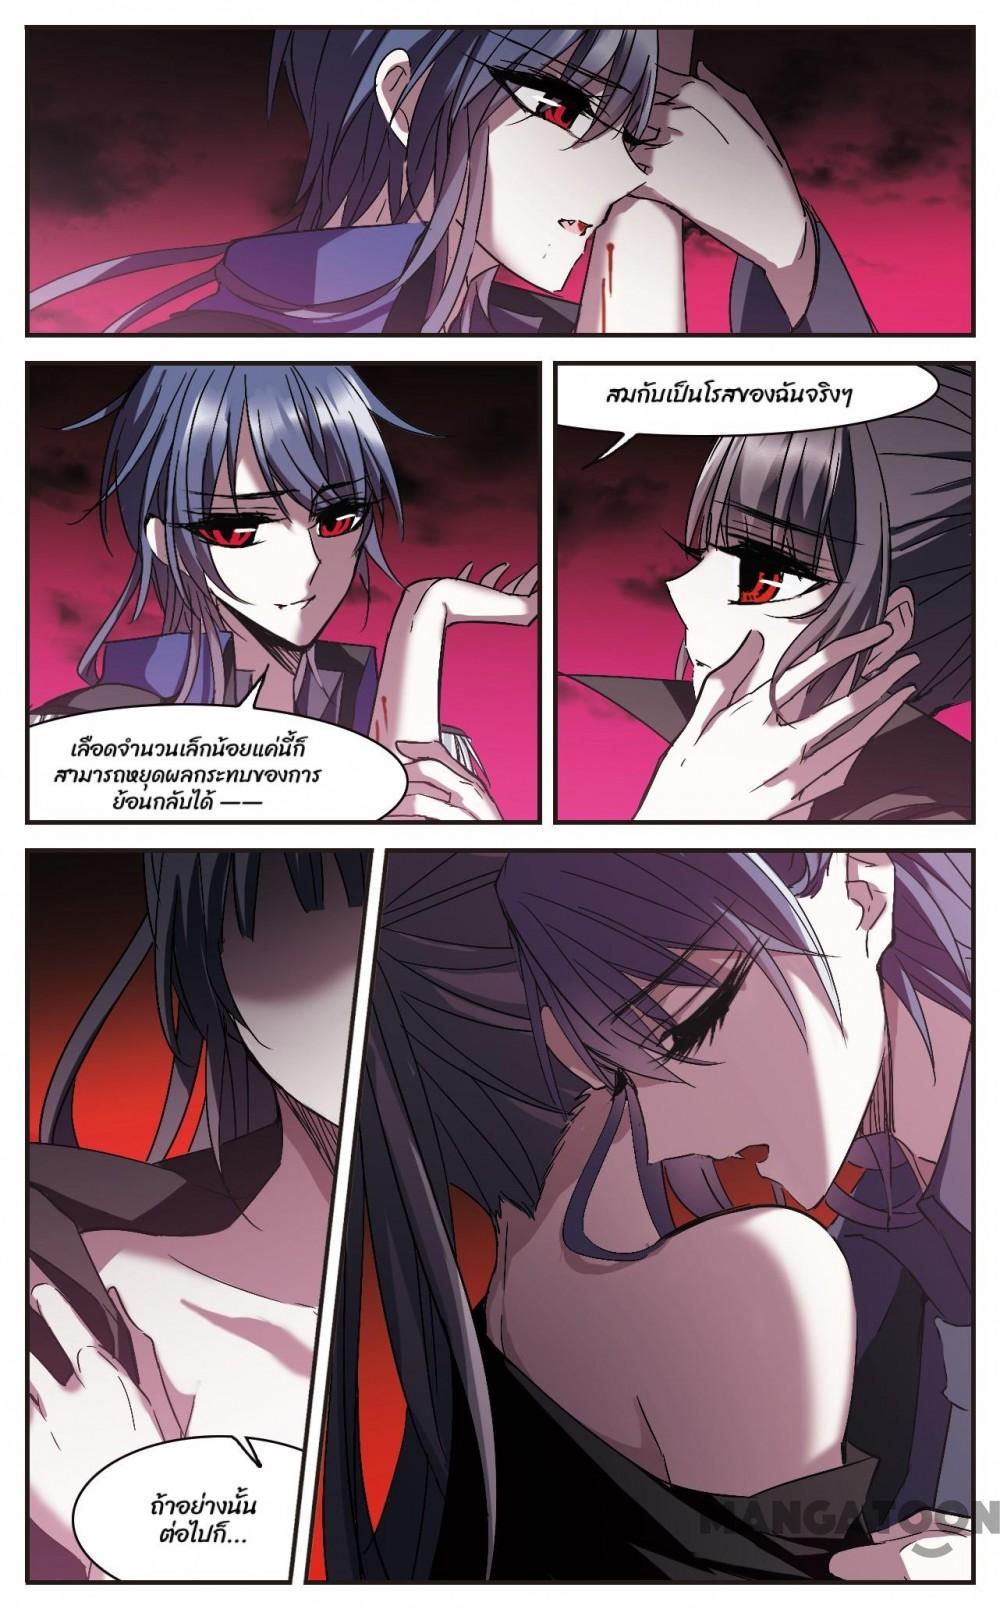 เลือดจำนวนเล็กน้อยแค่นี้ก็
สามารถหยุดผลกระทบของการ
ย้อนกลับได้ ——
สมกับเป็นโรสของฉันจริงๆ
ถ้าอย่างนั้น
ต่อไปก็...
MANGATOON